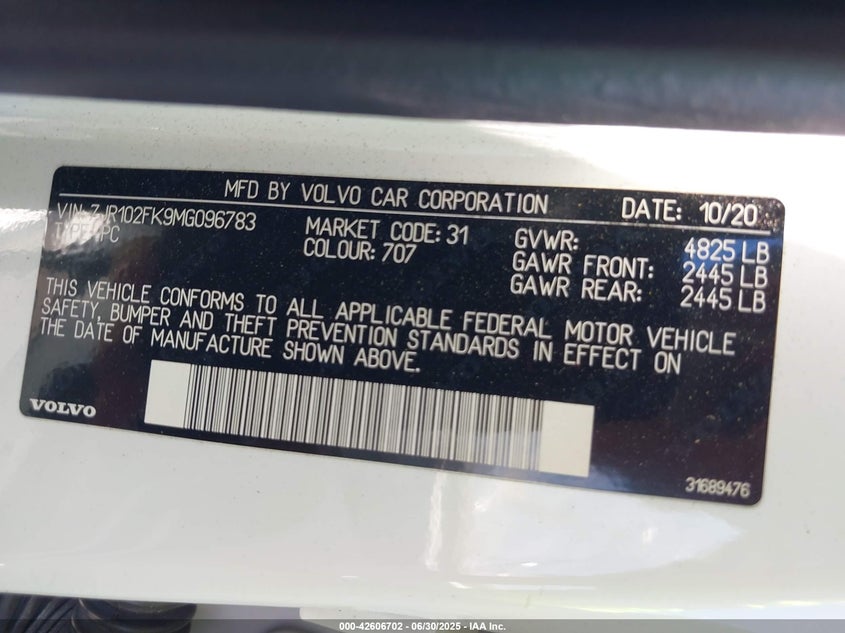 MFD BY VOLVO CAR CORPORATION DATE: 10/20
VIN: 7JR102FK9MG096783
TYPE: PC
MARKET CODE: 31
COLOUR: 707
GVWR: 4825 LB
GAWR FRONT: 2445 LB
GAWR REAR: 2445 LB
THIS VEHICLE CONFORMS TO ALL APPLICABLE FEDERAL MOTOR VEHICLE
SAFETY, BUMPER AND THEFT PREVENTION STANDARDS IN EFFECT ON
THE DATE OF MANUFACTURE SHOWN ABOVE.
VOLVO
31689476
000-42606702 - 06/30/2025 - IAA Inc.